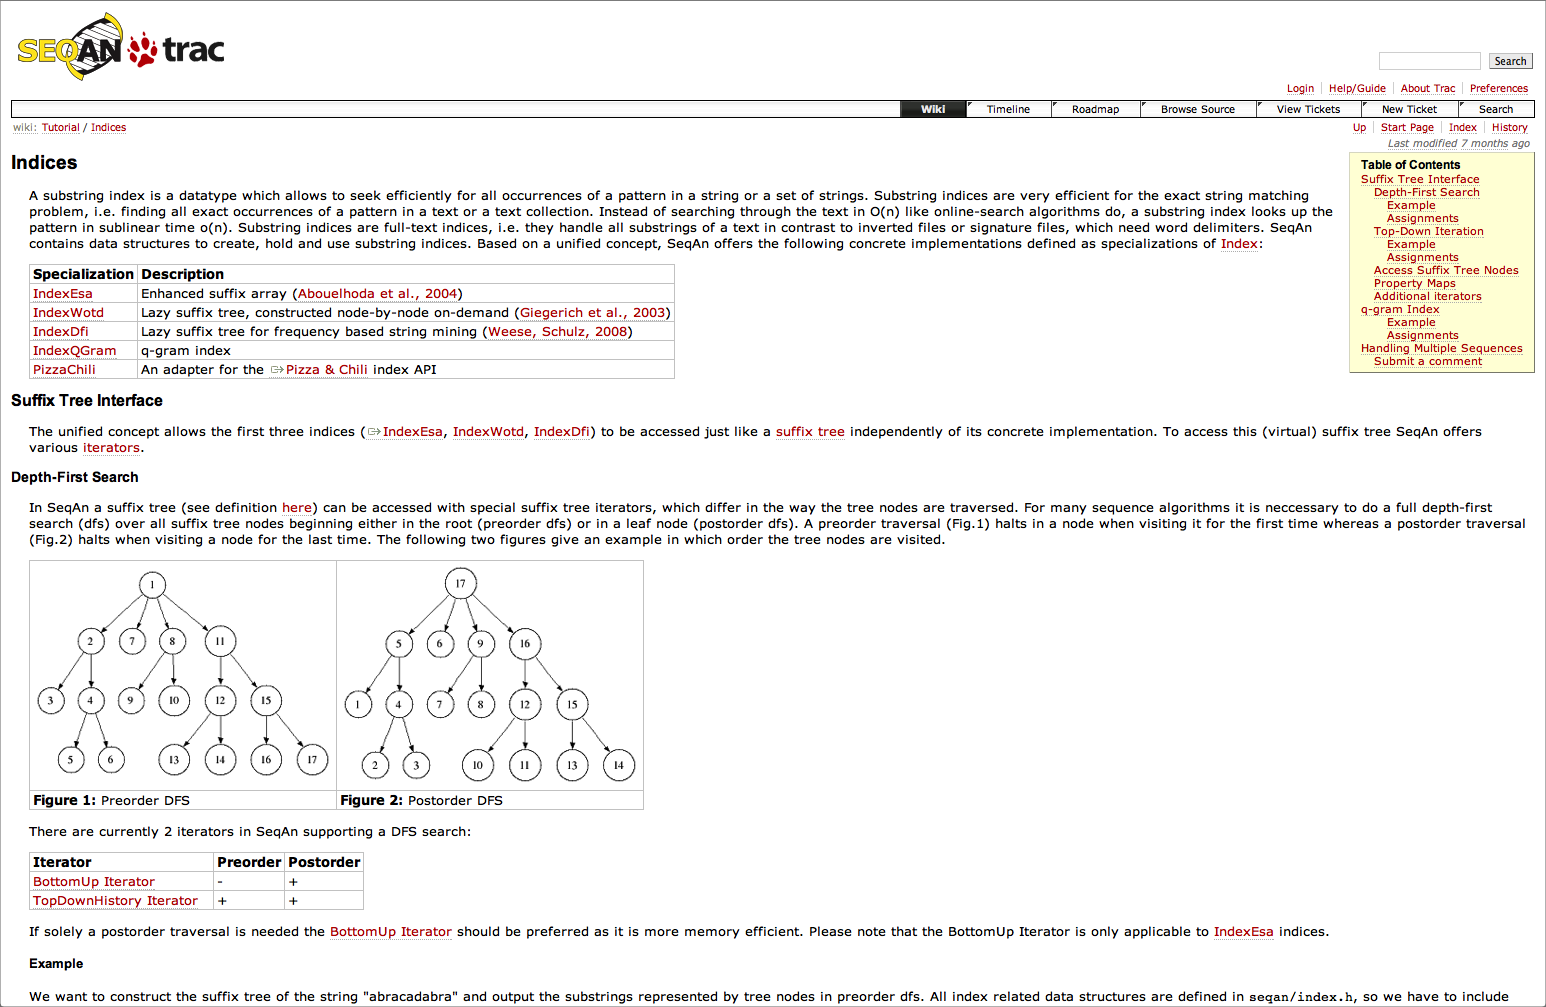 SEQAN trac
Search
Login Help/Guide About Trac Preferences
Wiki Timeline Roadmap Browse Source View Tickets New Ticket Search
wiki: Tutorial / Indices
Up Start Page Index History
Last modified 7 months ago
Indices
A substring index is a datatype which allows to seek efficiently for all occurrences of a pattern in a string or a set of strings. Substring indices are very efficient for the exact string matching
problem, i.e. finding all exact occurrences of a pattern in a text or a text collection. Instead of searching through the text in O(n) like online-search algorithms do, a substring index looks up the
pattern in sublinear time o(n). Substring indices are full-text indices, i.e. they handle all substrings of a text in contrast to inverted files or signature files, which need word delimiters. SeqAn
contains data structures to create, hold and use substring indices. Based on a unified concept, SeqAn offers the following concrete implementations defined as specializations of Index:
Table of Contents
Suffix Tree Interface
Depth-First Search
Example
Assignments
Top-Down Iteration
Example
Assignments
Access Suffix Tree Nodes
Property Maps
Additional iterators
q-gram Index
Example
Assignments
Handling Multiple Sequences
Submit a comment
Specialization Description
IndexEsa Enhanced suffix array (Abouelhoda et al., 2004)
IndexWotd Lazy suffix tree, constructed node-by-node on-demand (Giegerich et al., 2003)
IndexDfi Lazy suffix tree for frequency based string mining (Weese, Schulz, 2008)
IndexQGram q-gram index
PizzaChili An adapter for the Pizza & Chili index API
Suffix Tree Interface
The unified concept allows the first three indices (IndexEsa, IndexWotd, IndexDfi) to be accessed just like a suffix tree independently of its concrete implementation. To access this (virtual) suffix tree SeqAn offers
various iterators.
Depth-First Search
In SeqAn a suffix tree (see definition here) can be accessed with special suffix tree iterators, which differ in the way the tree nodes are traversed. For many sequence algorithms it is neccessary to do a full depth-first
search (dfs) over all suffix tree nodes beginning either in the root (preorder dfs) or in a leaf node (postorder dfs). A preorder traversal (Fig.1) halts in a node when visiting it for the first time whereas a postorder traversal
(Fig.2) halts when visiting a node for the last time. The following two figures give an example in which order the tree nodes are visited.
1
2 7 8 11
3 4 9 10 12 15
5 6 13 14 16 17
Figure 1: Preorder DFS
17
5 6 9 16
1 4 7 8 12 15
2 3 10 11 13 14
Figure 2: Postorder DFS
There are currently 2 iterators in SeqAn supporting a DFS search:
Iterator Preorder Postorder
BottomUp Iterator - +
TopDownHistory Iterator + +
If solely a postorder traversal is needed the BottomUp Iterator should be preferred as it is more memory efficient. Please note that the BottomUp Iterator is only applicable to IndexEsa indices.
Example
We want to construct the suffix tree of the string "abracadabra" and output the substrings represented by tree nodes in preorder dfs. All index related data structures are defined in seqan/index.h, so we have to include